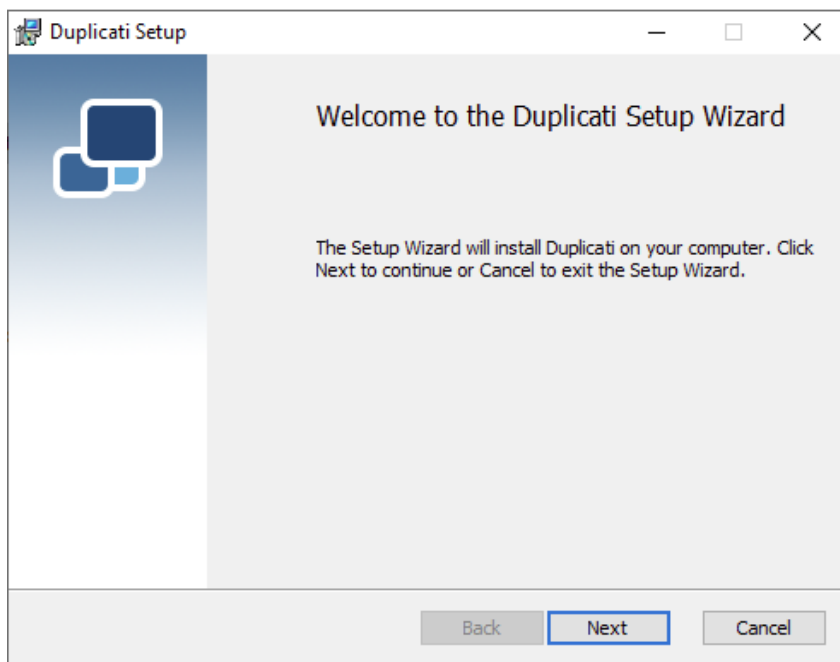 Duplicati Setup
Welcome to the Duplicati Setup Wizard
The Setup Wizard will install Duplicati on your computer. Click
Next to continue or Cancel to exit the Setup Wizard.
Back Next Cancel